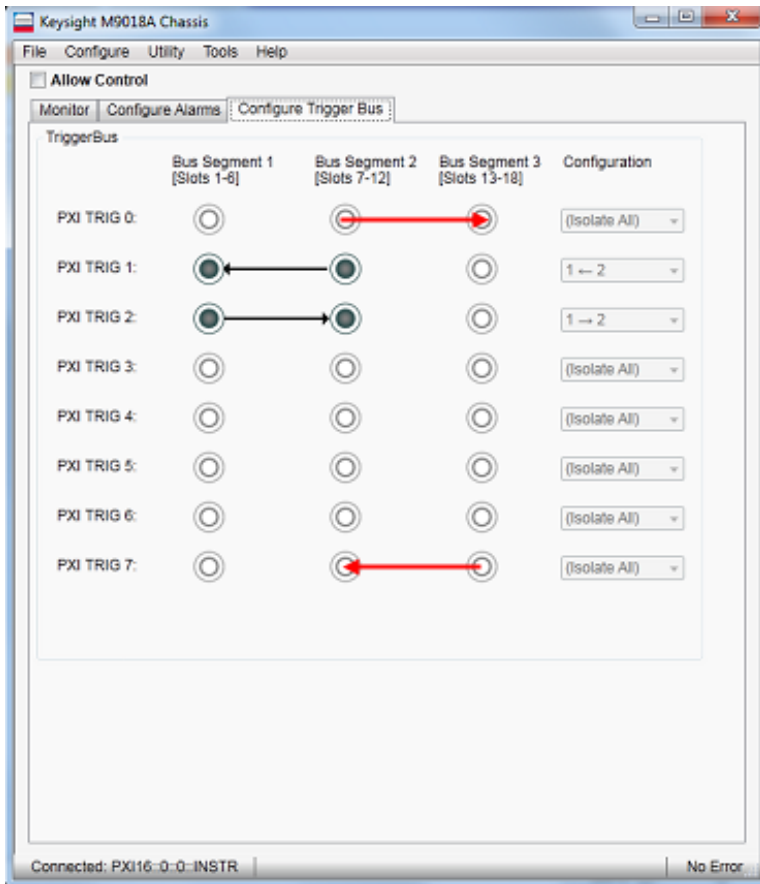 Keysight M9018A Chassis
File Configure Utility Tools Help
Allow Control
Monitor Configure Alarms Configure Trigger Bus
TriggerBus
Bus Segment 1 Bus Segment 2 Bus Segment 3 Configuration
[Slots 1-6] [Slots 7-12] [Slots 13-18]
PXI TRIG 0: (Isolate All)
PXI TRIG 1: 1 ← 2
PXI TRIG 2: 1 → 2
PXI TRIG 3: (Isolate All)
PXI TRIG 4: (Isolate All)
PXI TRIG 5: (Isolate All)
PXI TRIG 6: (Isolate All)
PXI TRIG 7: (Isolate All)
Connected: PXI16::0::0::INSTR No Error